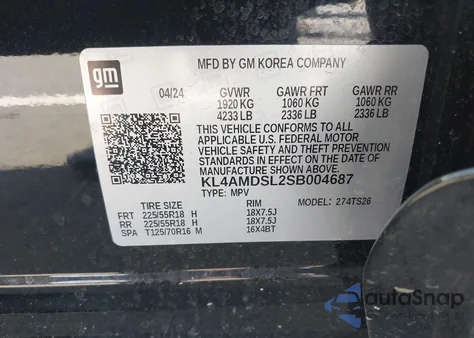 gm
MFD BY GM KOREA COMPANY
04/24 GVWR GAWR FRT GAWR RR
1920 KG 1060 KG 1060 KG
4233 LB 2336 LB 2336 LB
THIS VEHICLE CONFORMS TO ALL
APPLICABLE U.S. FEDERAL MOTOR
VEHICLE SAFETY AND THEFT PREVENTION
STANDARDS IN EFFECT ON THE DATE OF
MANUFACTURE SHOWN ABOVE.
KL4AMDSL2SB004687
TYPE: MPV MODEL: 274TS26
TIRE SIZE RIM
FRT 225/55R18 H 18X7.5J
RR 225/55R18 H 18X7.5J
SPA T125/70R16 M 16X4BT
autoSnap